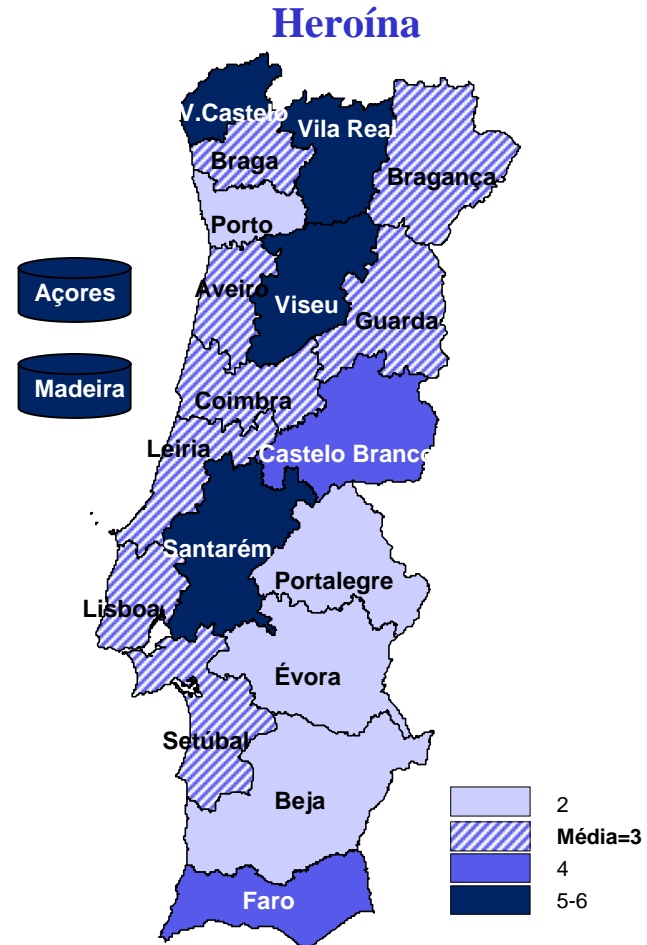 Heroína
V.Castelo
Vila Real
Braga
Bragança
Porto
Açores
Aveiro
Viseu
Guarda
Madeira
Coimbra
Leiria
Castelo Branco
Santarém
Portalegre
Lisboa
Évora
Setúbal
Beja
Faro
2
Média=3
4
5-6